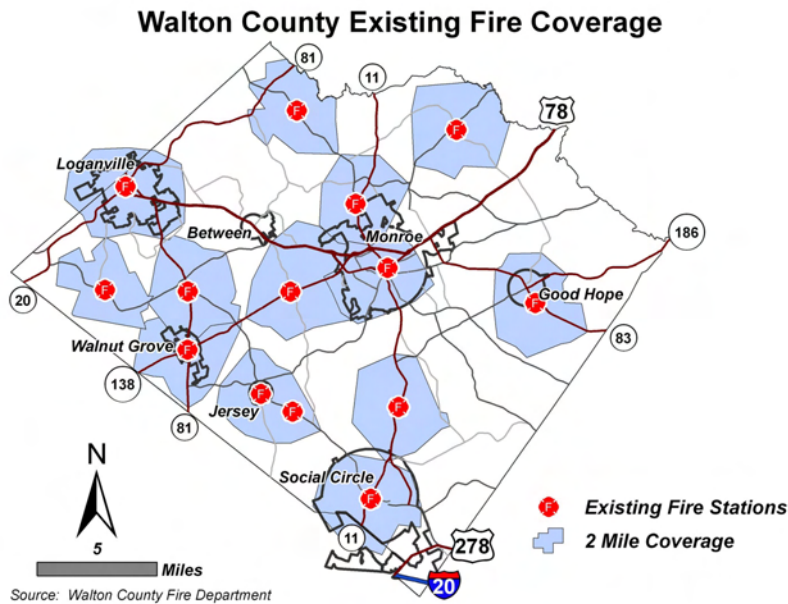 Walton County Existing Fire Coverage
81
11
78
F
F
Loganville
F
F
Between
Monroe
186
F
20
F
F
F
Good Hope
F
83
Walnut Grove
F
138
Jersey
F
F
F
81
N
Social Circle
F
Existing Fire Stations
11
278
2 Mile Coverage
5
Miles
20
Source: Walton County Fire Department